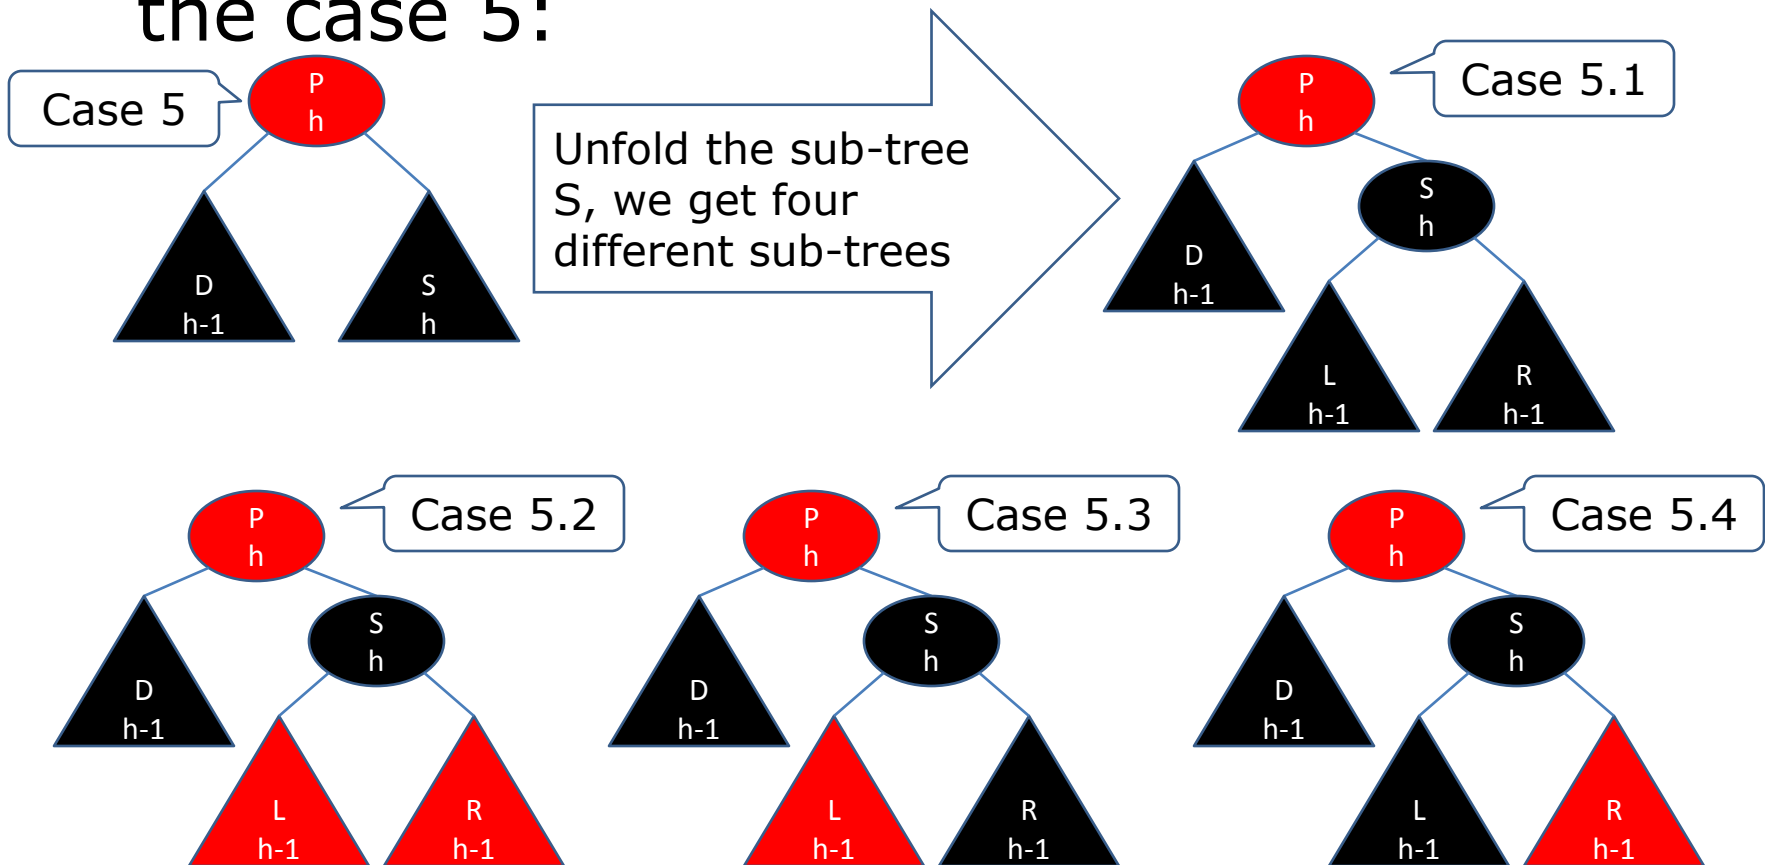 the case 5:
Case 5
P
h
D
h-1
S
h
Unfold the sub-tree
S, we get four
different sub-trees
Case 5.1
P
h
S
h
D
h-1
L
h-1
R
h-1
Case 5.2
P
h
S
h
D
h-1
L
h-1
R
h-1
Case 5.3
P
h
S
h
D
h-1
L
h-1
R
h-1
Case 5.4
P
h
S
h
D
h-1
L
h-1
R
h-1